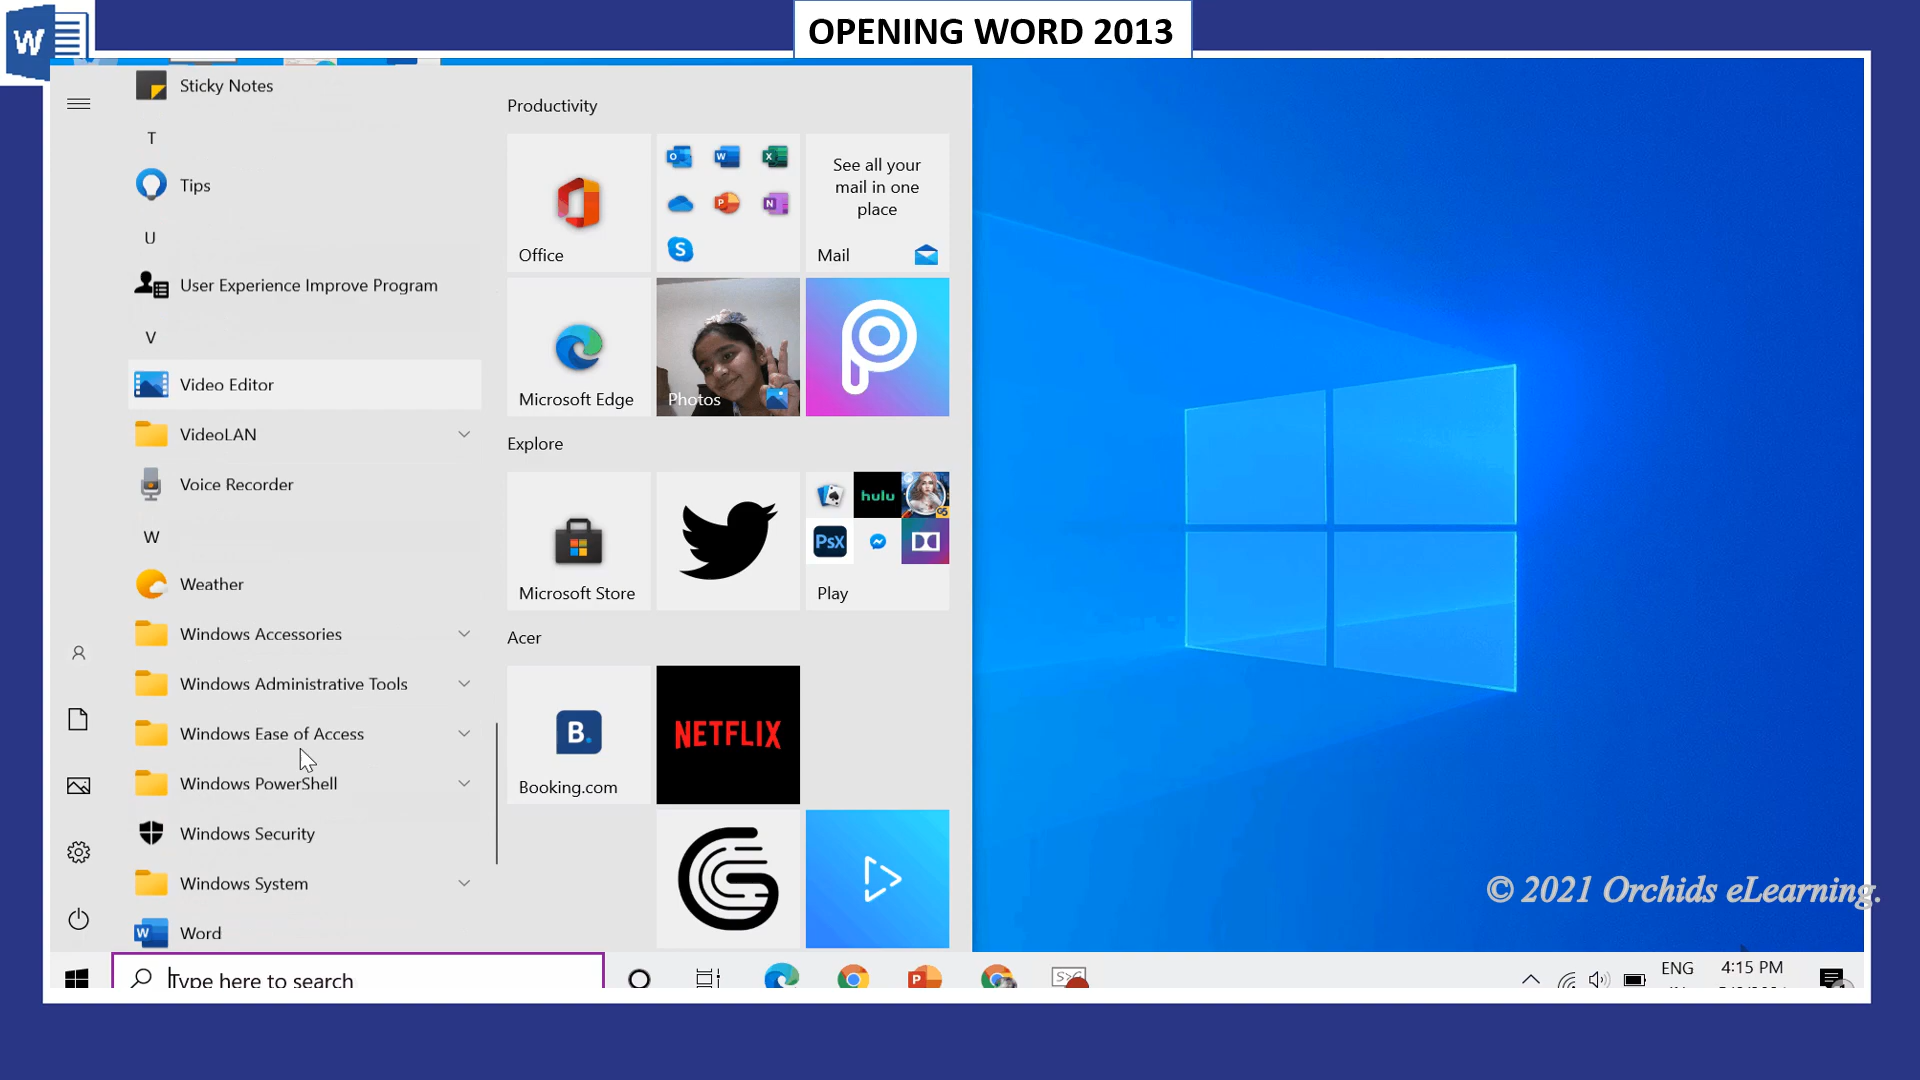 OPENING WORD 2013
W
Sticky Notes
T
Tips
U
User Experience Improve Program
V
Video Editor
VideoLAN
Voice Recorder
W
Weather
Windows Accessories
Windows Administrative Tools
Windows Ease of Access
Windows PowerShell
Windows Security
Windows System
W
Word
Productivity
Office
O W X
P N
S
See all your
mail in one
place
Mail
Microsoft Edge
Photos
Explore
Microsoft Store
hulu
G5
PsX
Play
Acer
B.
Booking.com
NETFLIX
© 2021 Orchids eLearning.
Type here to search
P
S>G
ENG
4:15 PM